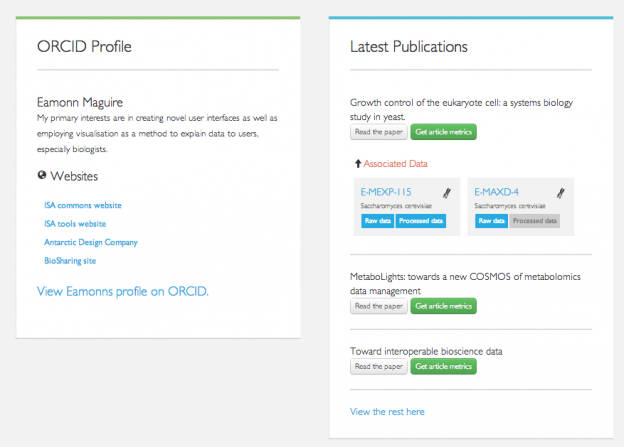 ORCID Profile
Eamonn Maguire
My primary interests are in creating novel user interfaces as well as
employing visualisation as a method to explain data to users,
especially biologists.
Websites
ISA commons website
ISA tools website
Antarctic Design Company
BioSharing site
View Eamonns profile on ORCID.
Latest Publications
Growth control of the eukaryote cell: a systems biology
study in yeast.
Read the paper Get article metrics
Associated Data
E-MEXP-115
Saccharomyces cerevisiae
Raw data Processed data
E-MAXD-4
Saccharomyces cerevisiae
Raw data Processed data
MetaboLights: towards a new COSMOS of metabolomics
data management
Read the paper Get article metrics
Toward interoperable bioscience data
Read the paper Get article metrics
View the rest here